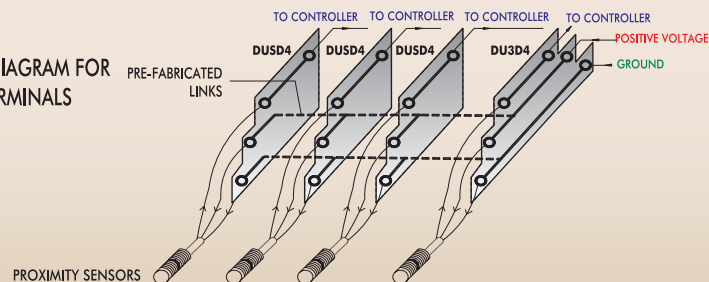 TO CONTROLLER TO CONTROLLER TO CONTROLLER TO CONTROLLER
DUSD4 DUSD4 DUSD4 DU3D4
POSITIVE VOLTAGE
GROUND
IAGRAM FOR
ERMINALS
PRE-FABRICATED
LINKS
PROXIMITY SENSORS